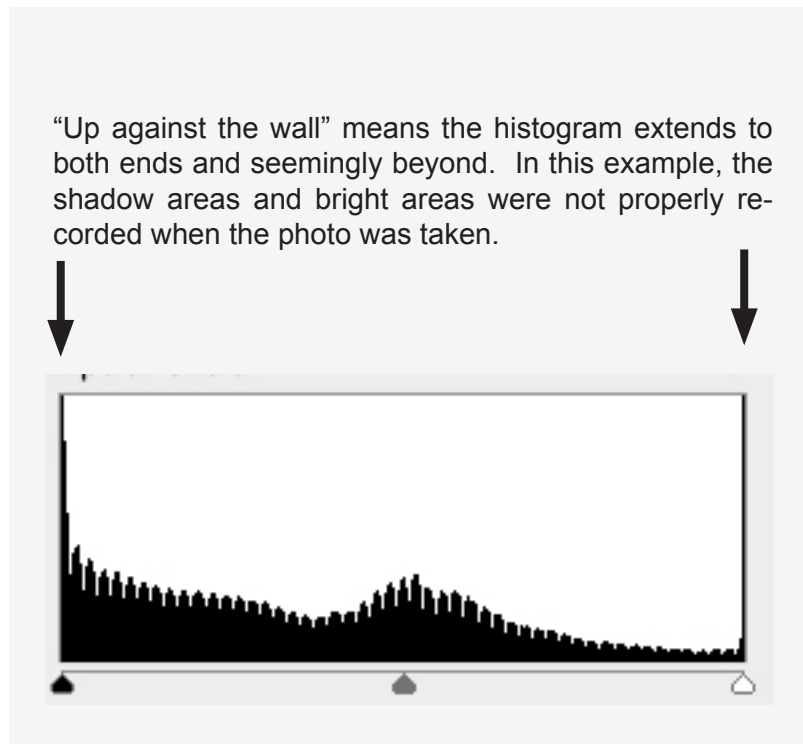 “Up against the wall” means the histogram extends to
both ends and seemingly beyond.  In this example, the
shadow areas and bright areas were not properly re-
corded when the photo was taken.